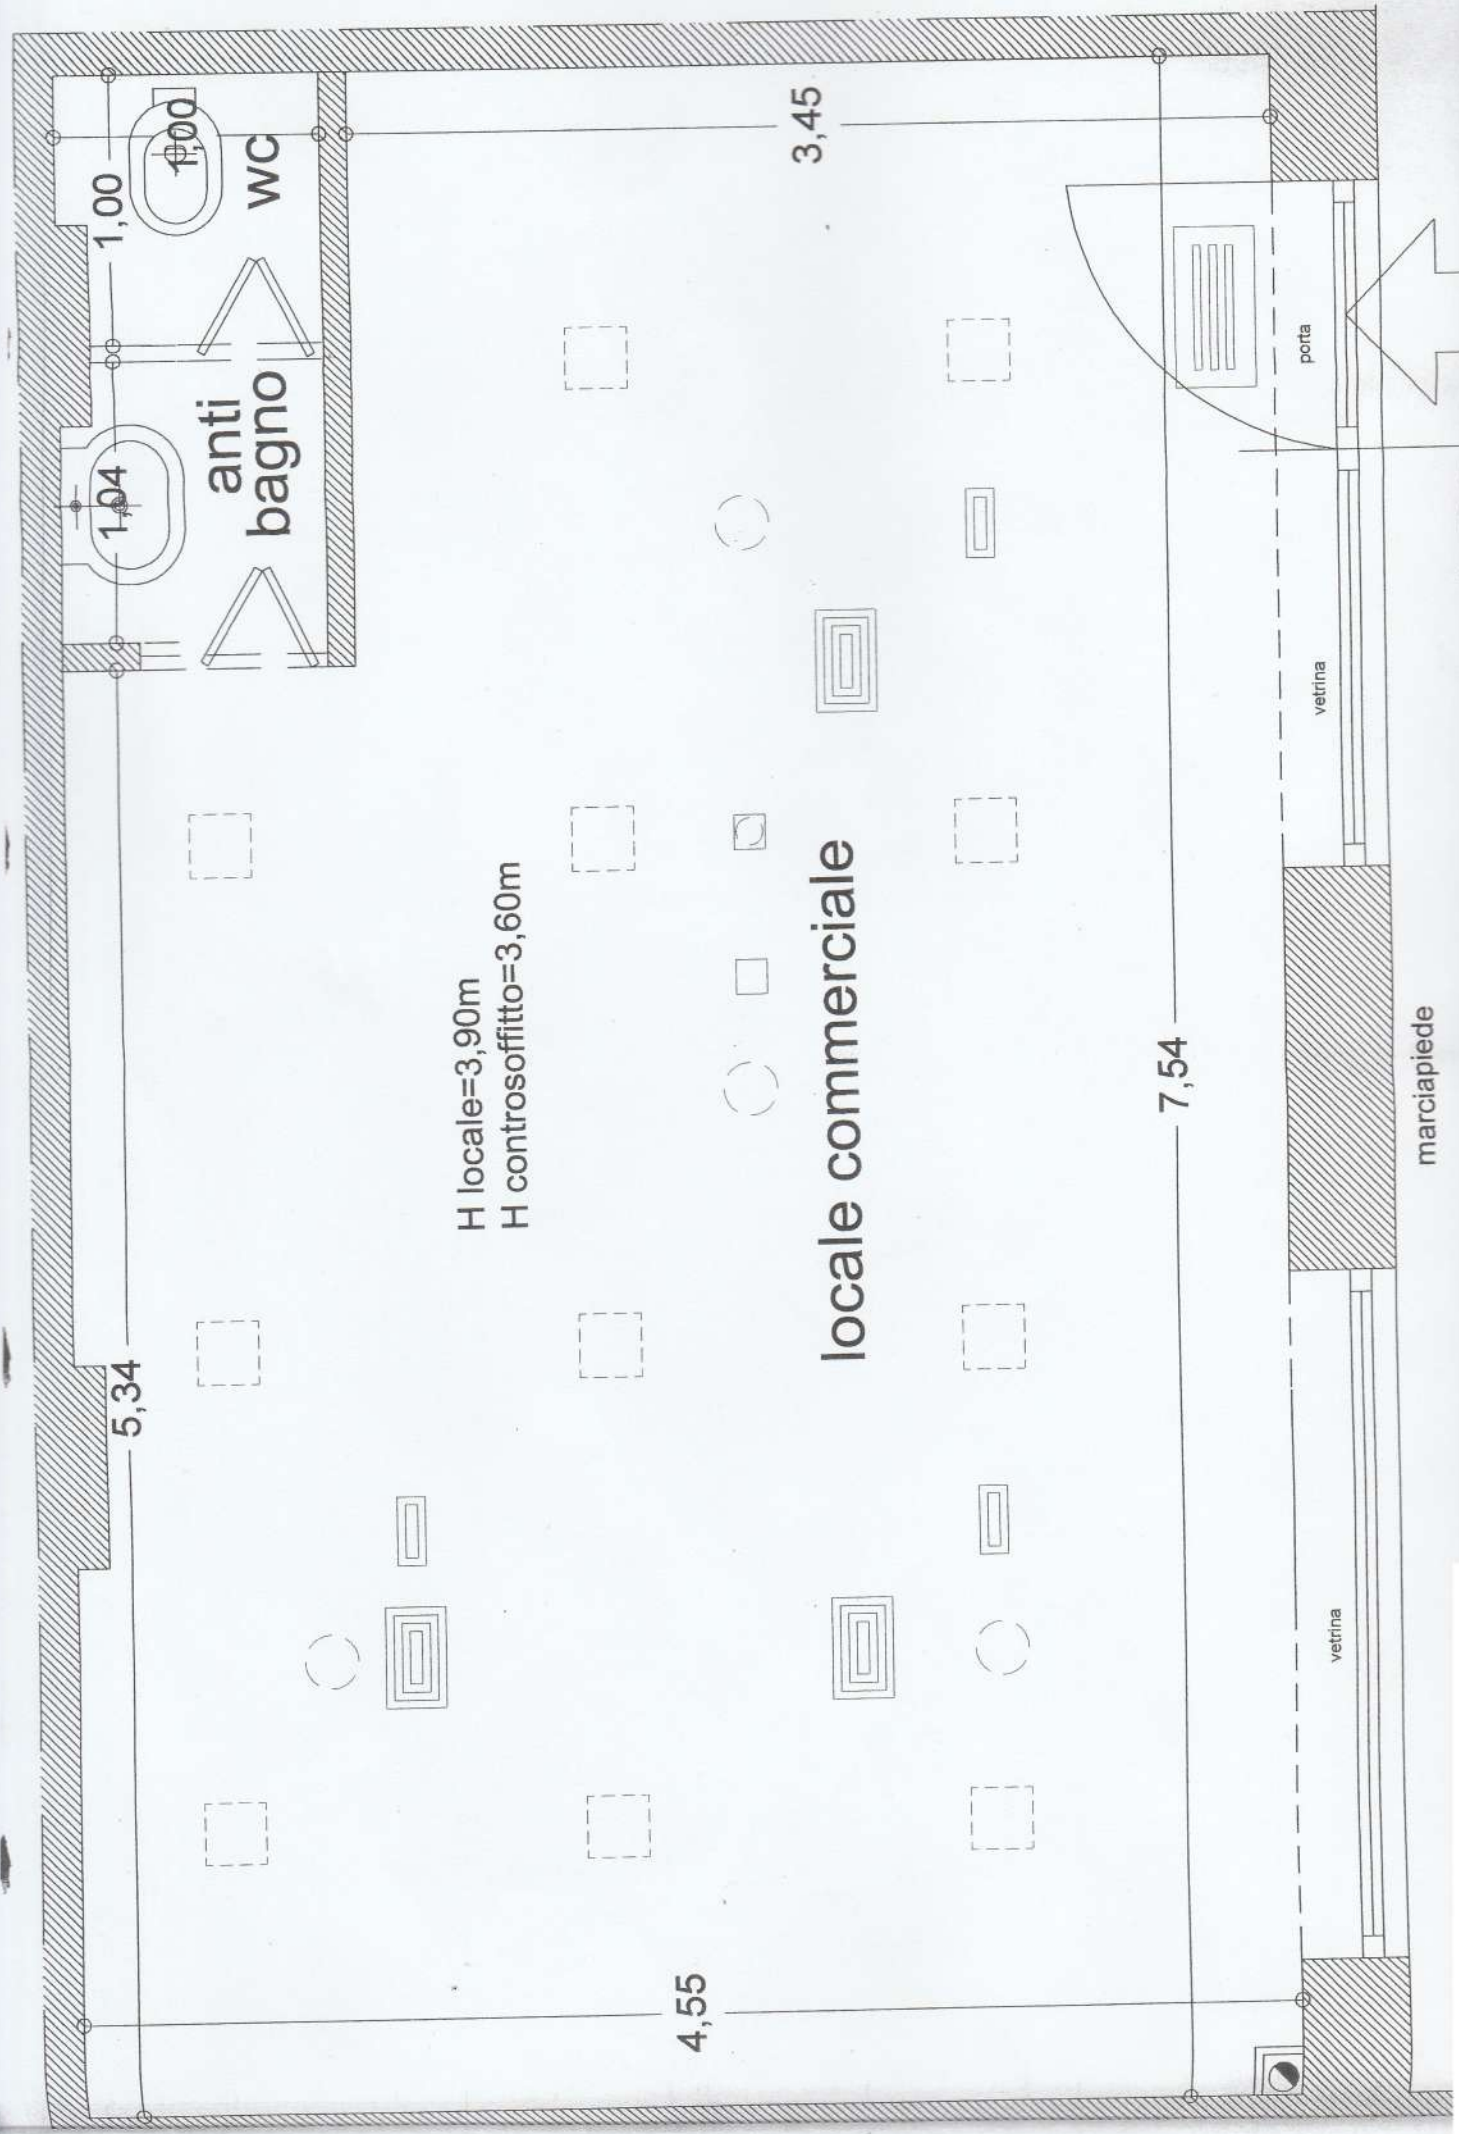 1,00
1,00
wc
3,45
1,04
anti
bagno
porta
vetrina
H locale=3,90m
H controsoffitto=3,60m
locale commerciale
7,54
marciapiede
5,34
vetrina
4,55